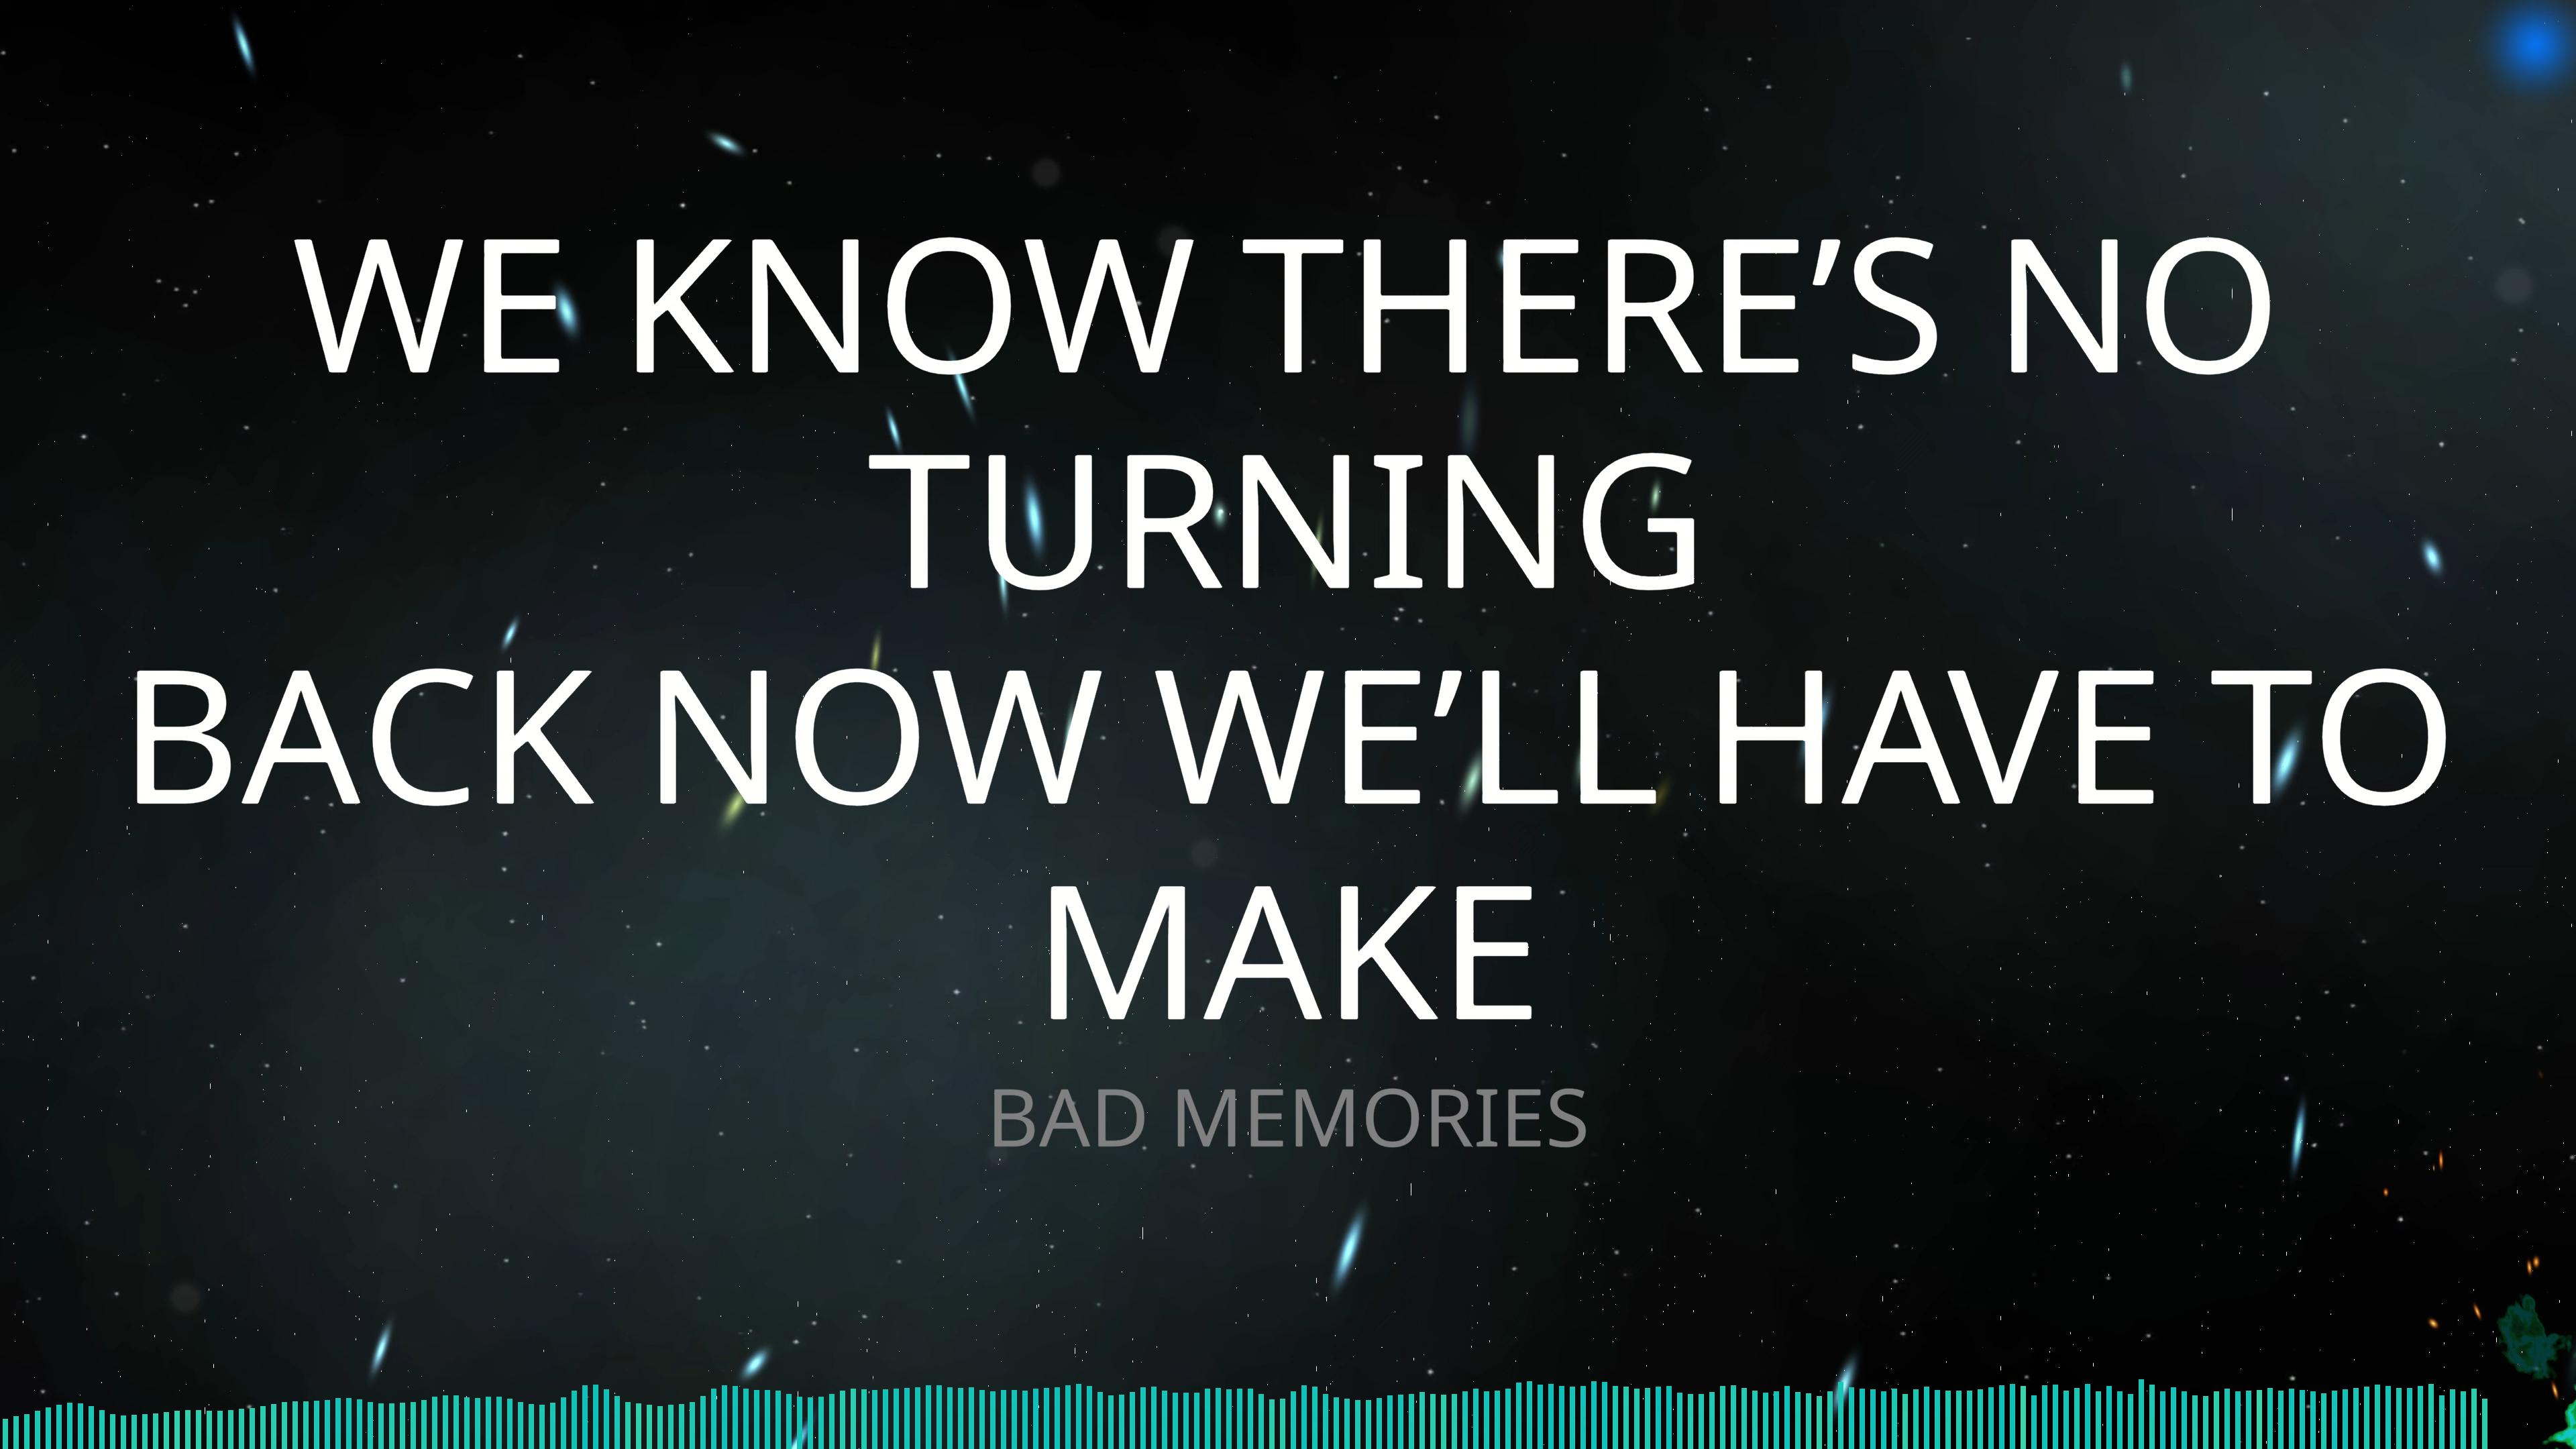 WE KNOW THERE’S NO
TURNING
BACK NOW WE’LL HAVE TO
MAKE
BAD MEMORIES